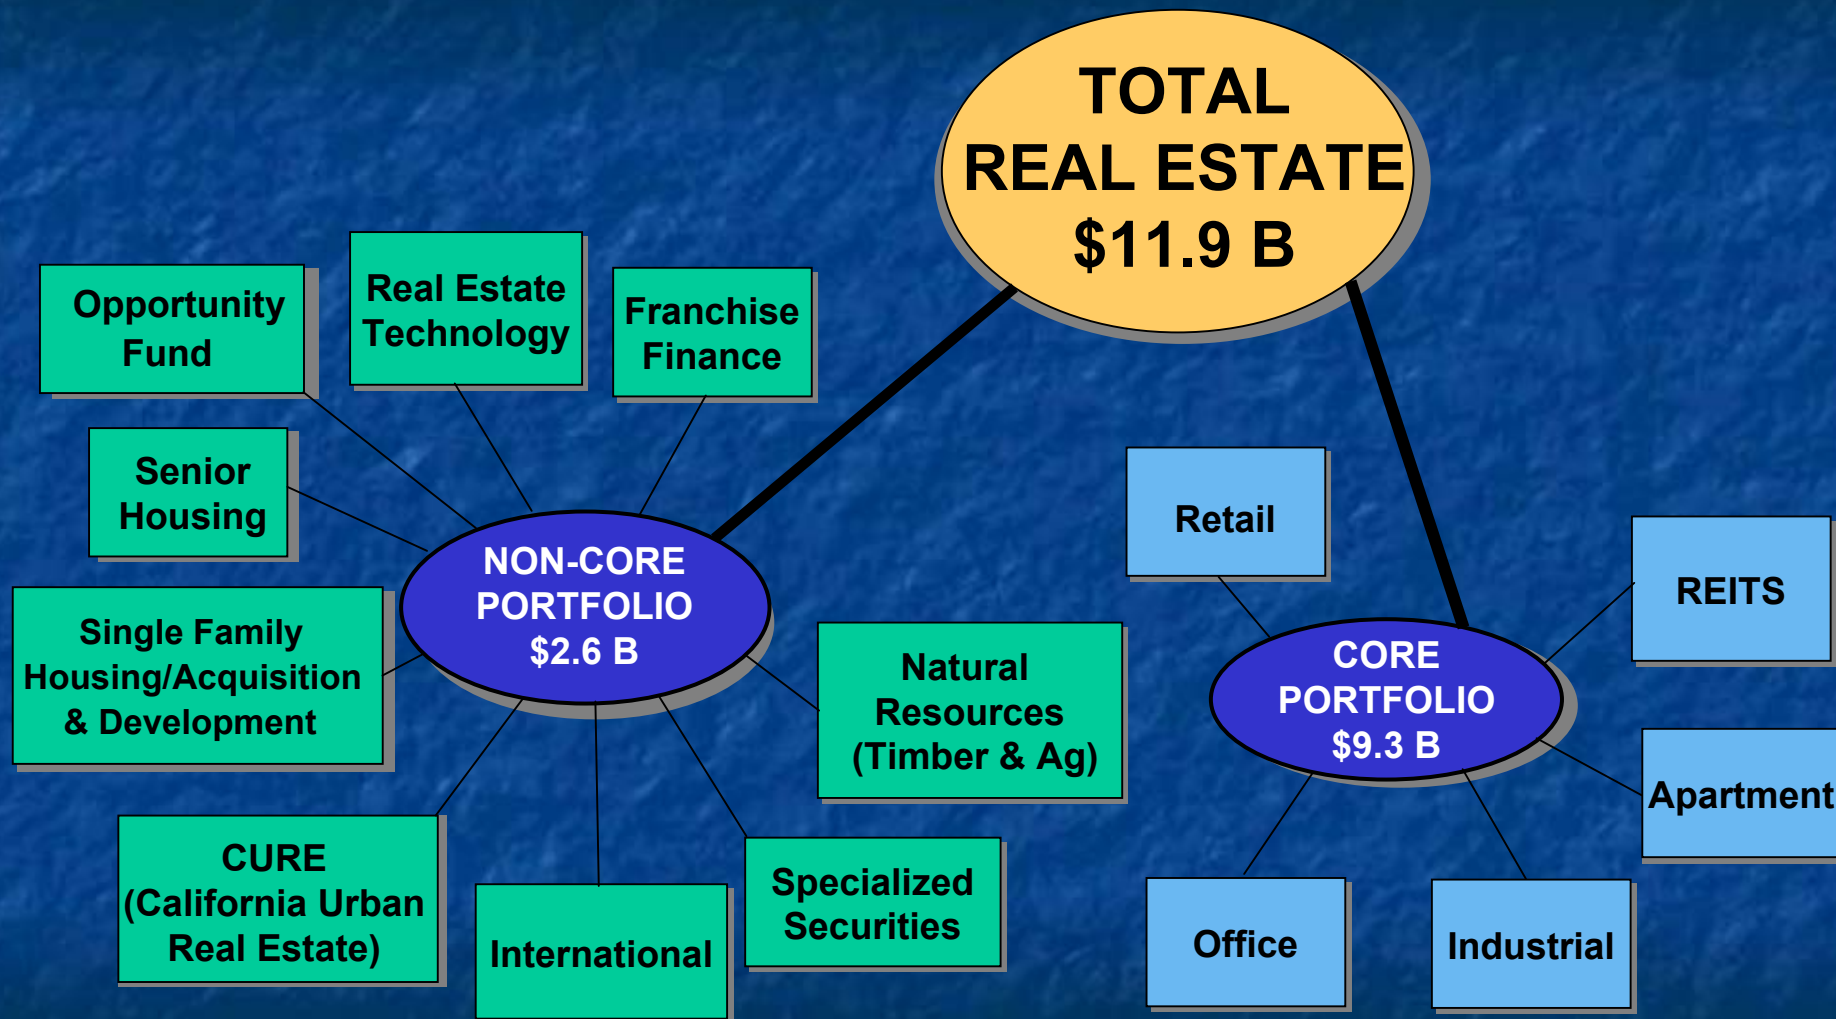 TOTAL
REAL ESTATE
$11.9 B
Opportunity
Fund
Real Estate
Technology
Franchise
Finance
Senior
Housing
NON-CORE
PORTFOLIO
$2.6 B
Single Family
Housing/Acquisition
& Development
Natural
Resources
(Timber & Ag)
CURE
(California Urban
Real Estate)
International
Specialized
Securities
Retail
REITS
CORE
PORTFOLIO
$9.3 B
Apartment
Office
Industrial